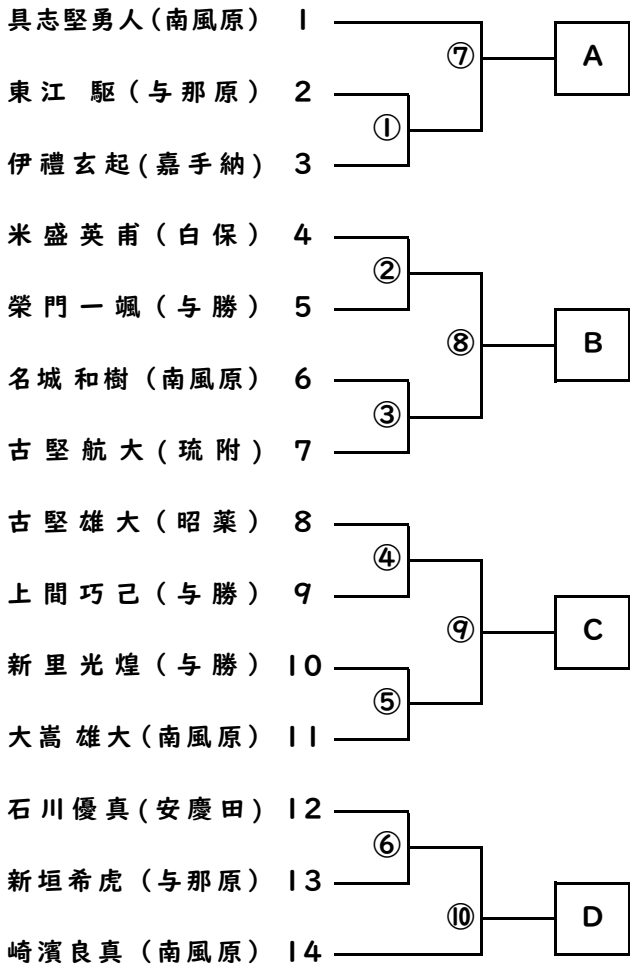 具志堅勇人(南風原) 1
⑦ A
東江 駆(与那原) 2
①
伊禮玄起(嘉手納) 3
米盛英甫(白保) 4
②
榮門一颯(与勝) 5
⑧ B
名城和樹(南風原) 6
③
古堅航大(琉附) 7
古堅雄大(昭薬) 8
④
上間巧己(与勝) 9
⑨ C
新里光煌(与勝) 10
⑤
大嵩雄大(南風原) 11
石川優真(安慶田) 12
⑥
新垣希虎(与那原) 13
⑩ D
崎濱良真(南風原) 14